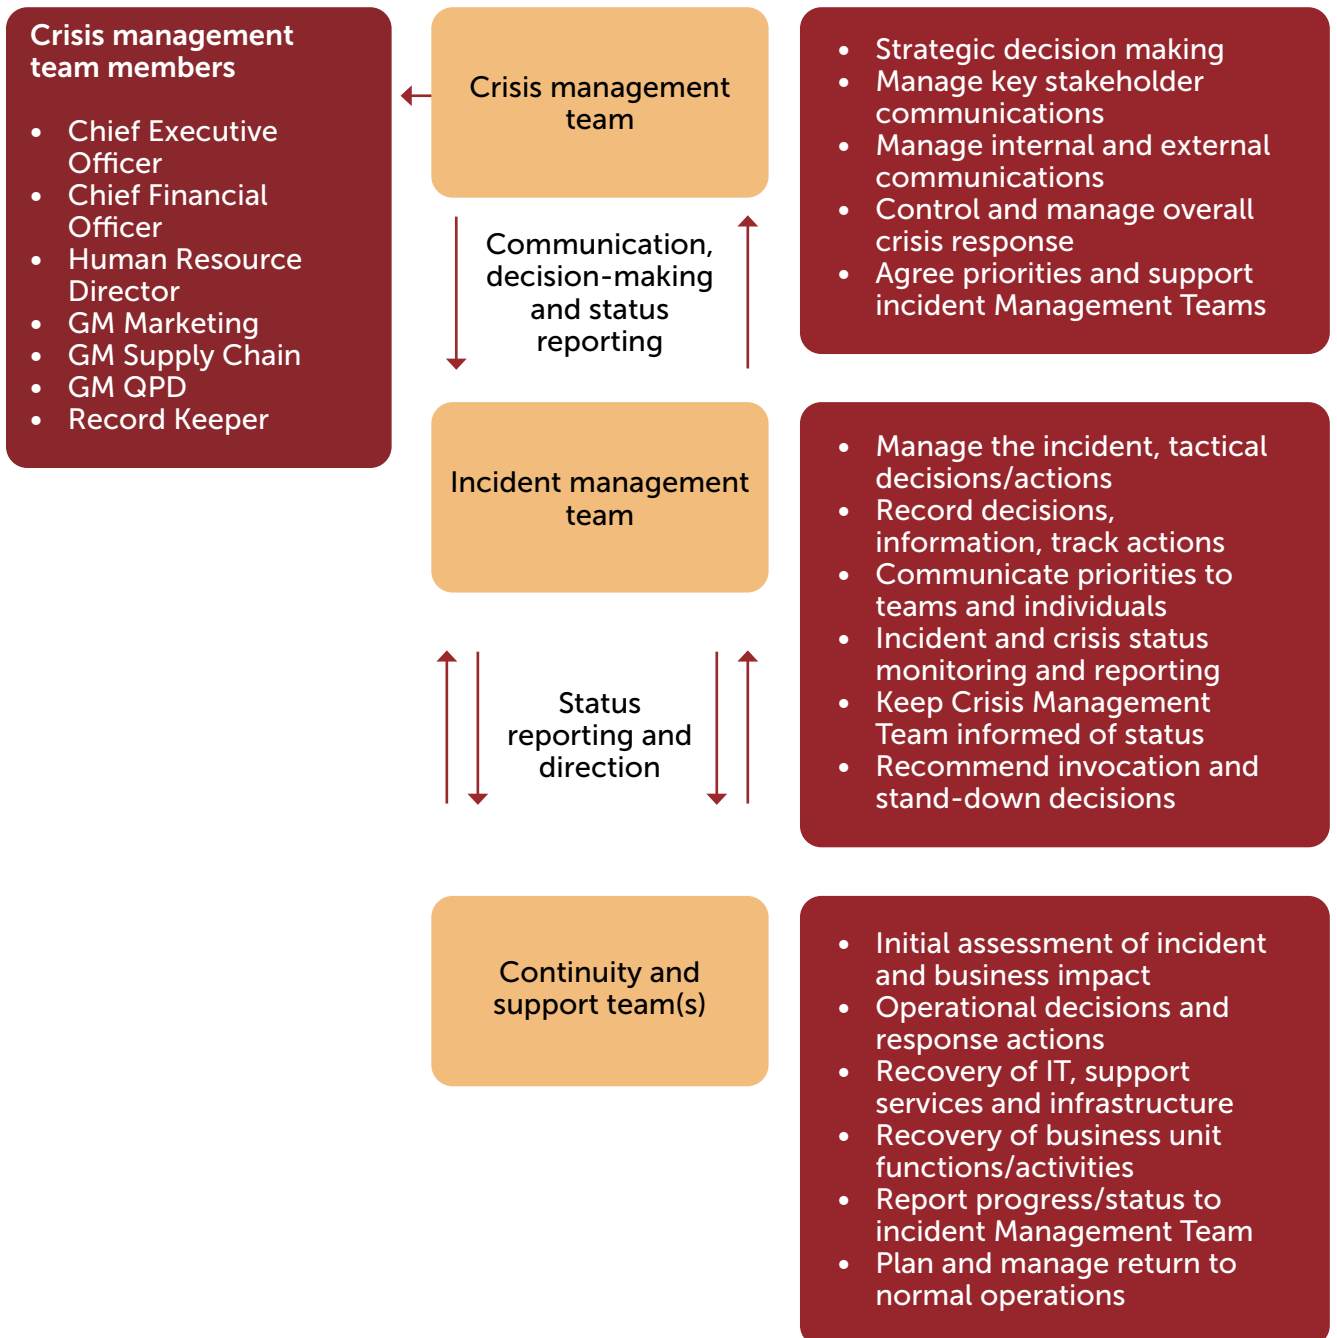 Crisis management
team members
• Chief Executive
Officer
• Chief Financial
Officer
• Human Resource
Director
• GM Marketing
• GM Supply Chain
• GM QPD
• Record Keeper
Crisis management
team
• Strategic decision making
• Manage key stakeholder
communications
• Manage internal and external
communications
• Control and manage overall
crisis response
• Agree priorities and support
incident Management Teams
Communication,
decision-making
and status
reporting
Incident management
team
• Manage the incident, tactical
decisions/actions
• Record decisions,
information, track actions
• Communicate priorities to
teams and individuals
• Incident and crisis status
monitoring and reporting
• Keep Crisis Management
Team informed of status
• Recommend invocation and
stand-down decisions
Status
reporting and
direction
Continuity and
support team(s)
• Initial assessment of incident
and business impact
• Operational decisions and
response actions
• Recovery of IT, support
services and infrastructure
• Recovery of business unit
functions/activities
• Report progress/status to
incident Management Team
• Plan and manage return to
normal operations